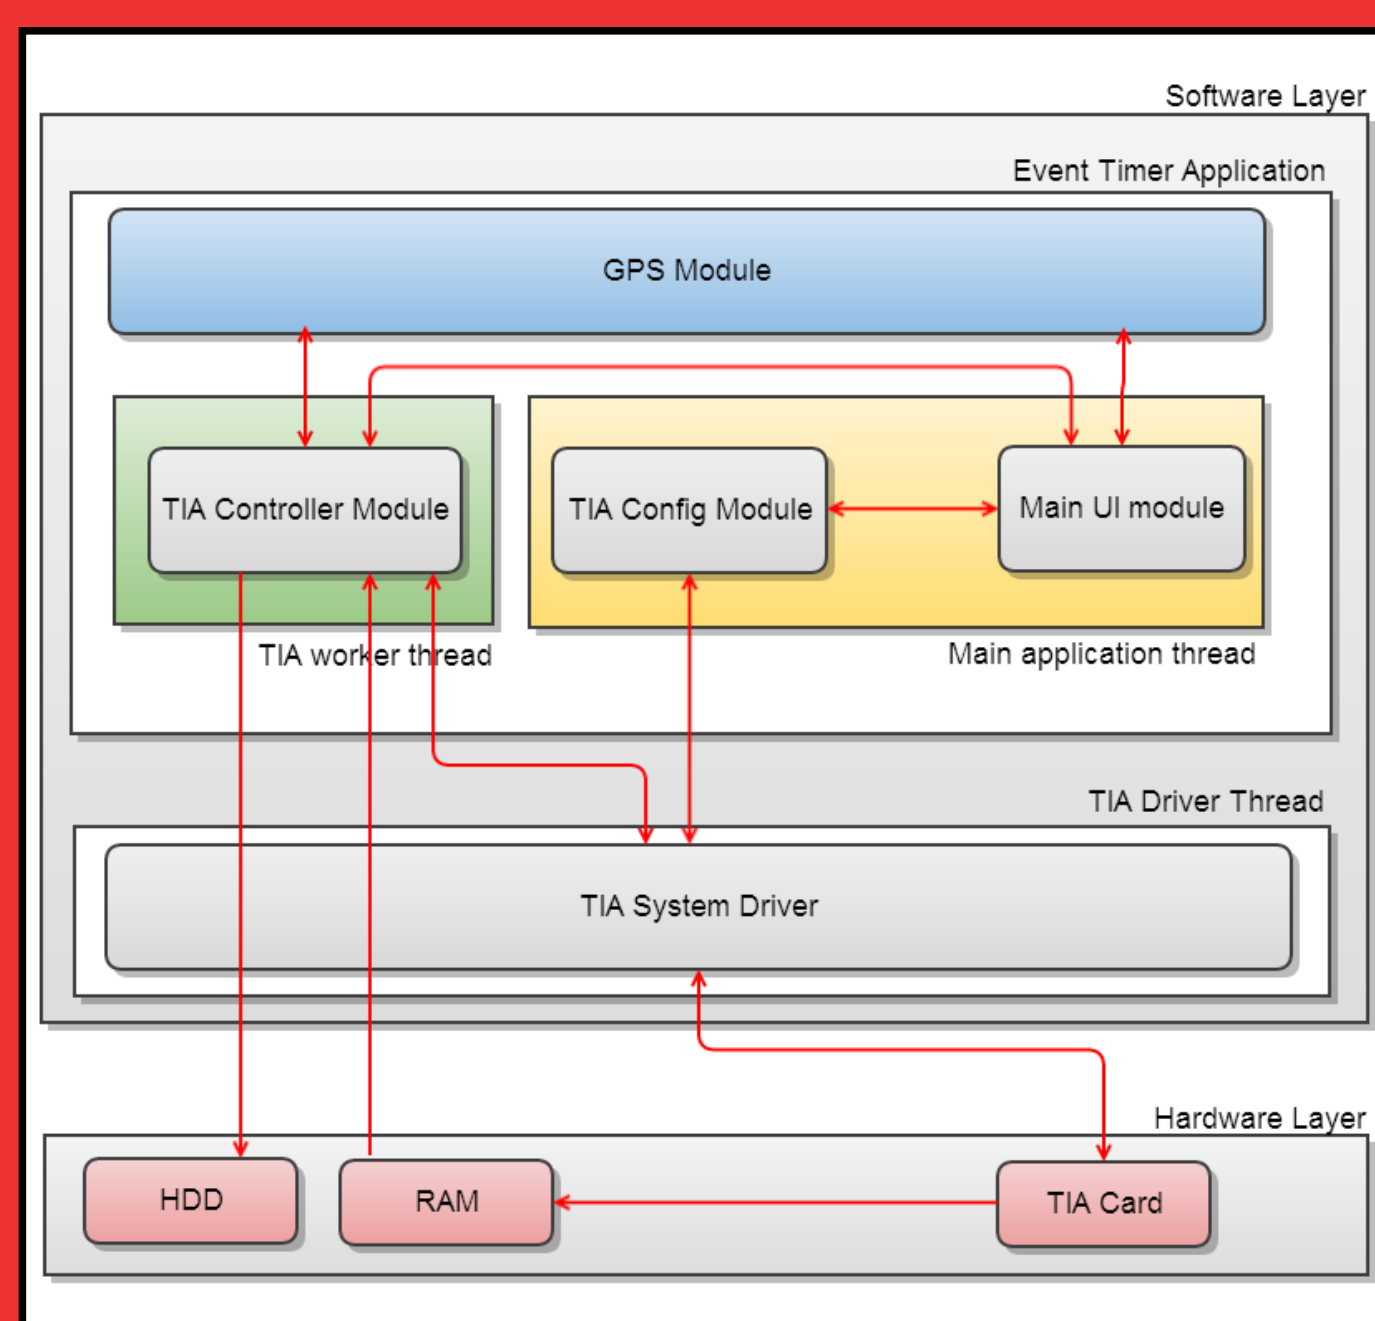 Software Layer
Event Timer Application
GPS Module
TIA Controller Module
TIA Config Module
Main UI module
TIA worker thread
Main application thread
TIA Driver Thread
TIA System Driver
Hardware Layer
HDD
RAM
TIA Card